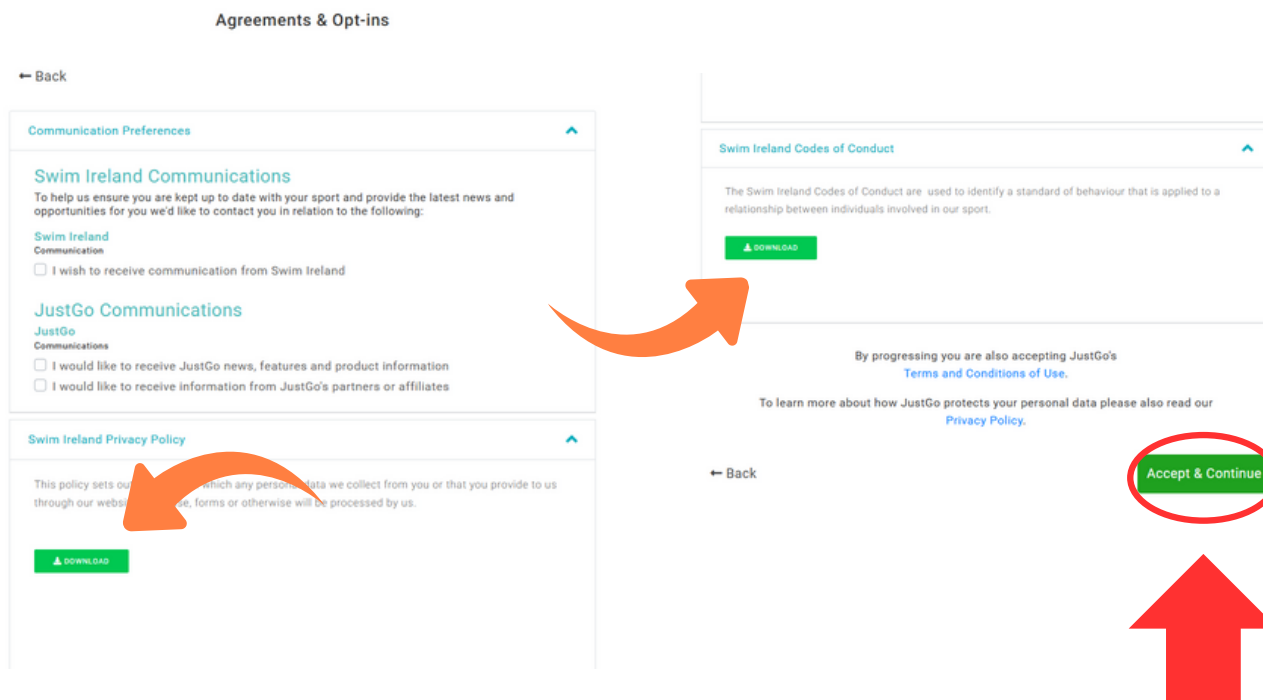 Agreements & Opt-ins
← Back
Communication Preferences
Swim Ireland Communications
To help us ensure you are kept up to date with your sport and provide the latest news and
opportunities for you we'd like to contact you in relation to the following:
Swim Ireland
Communication
I wish to receive communication from Swim Ireland
JustGo Communications
JustGo
Communications
I would like to receive JustGo news, features and product information
I would like to receive information from JustGo's partners or affiliates
Swim Ireland Privacy Policy
This policy sets out which any personal data we collect from you or that you provide to us
through our forms or otherwise will be processed by us.
DOWNLOAD
Swim Ireland Codes of Conduct
The Swim Ireland Codes of Conduct are used to identify a standard of behaviour that is applied to a
relationship between individuals involved in our sport.
DOWNLOAD
By progressing you are also accepting JustGo's
Terms and Conditions of Use.
To learn more about how JustGo protects your personal data please also read our
Privacy Policy.
← Back
Accept & Continue